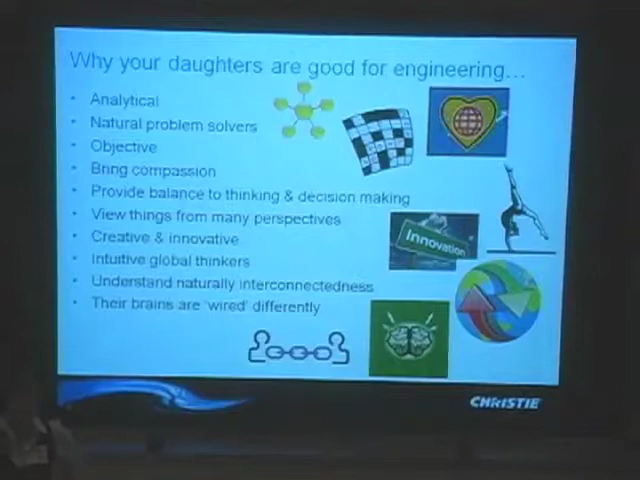 Why your daughters are good for engineering...
• Analytical
• Natural problem solvers
• Objective
• Bring compassion
• Provide balance to thinking & decision making
• View things from many perspectives
• Creative & innovative
• Intuitive global thinkers
• Understand naturally interconnectedness
• Their brains are 'wired' differently
Innovation
CHRISTIE